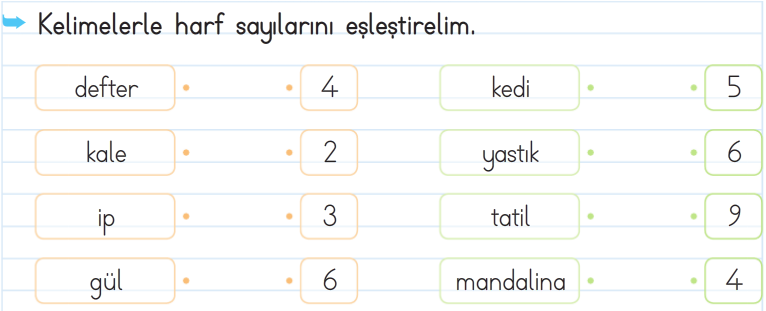 Kelimelerle harf sayılarını eşleştirelim.
defter 4 kedi 5
kale 2 yastık 6
ip 3 tatil 9
gül 6 mandalina 4